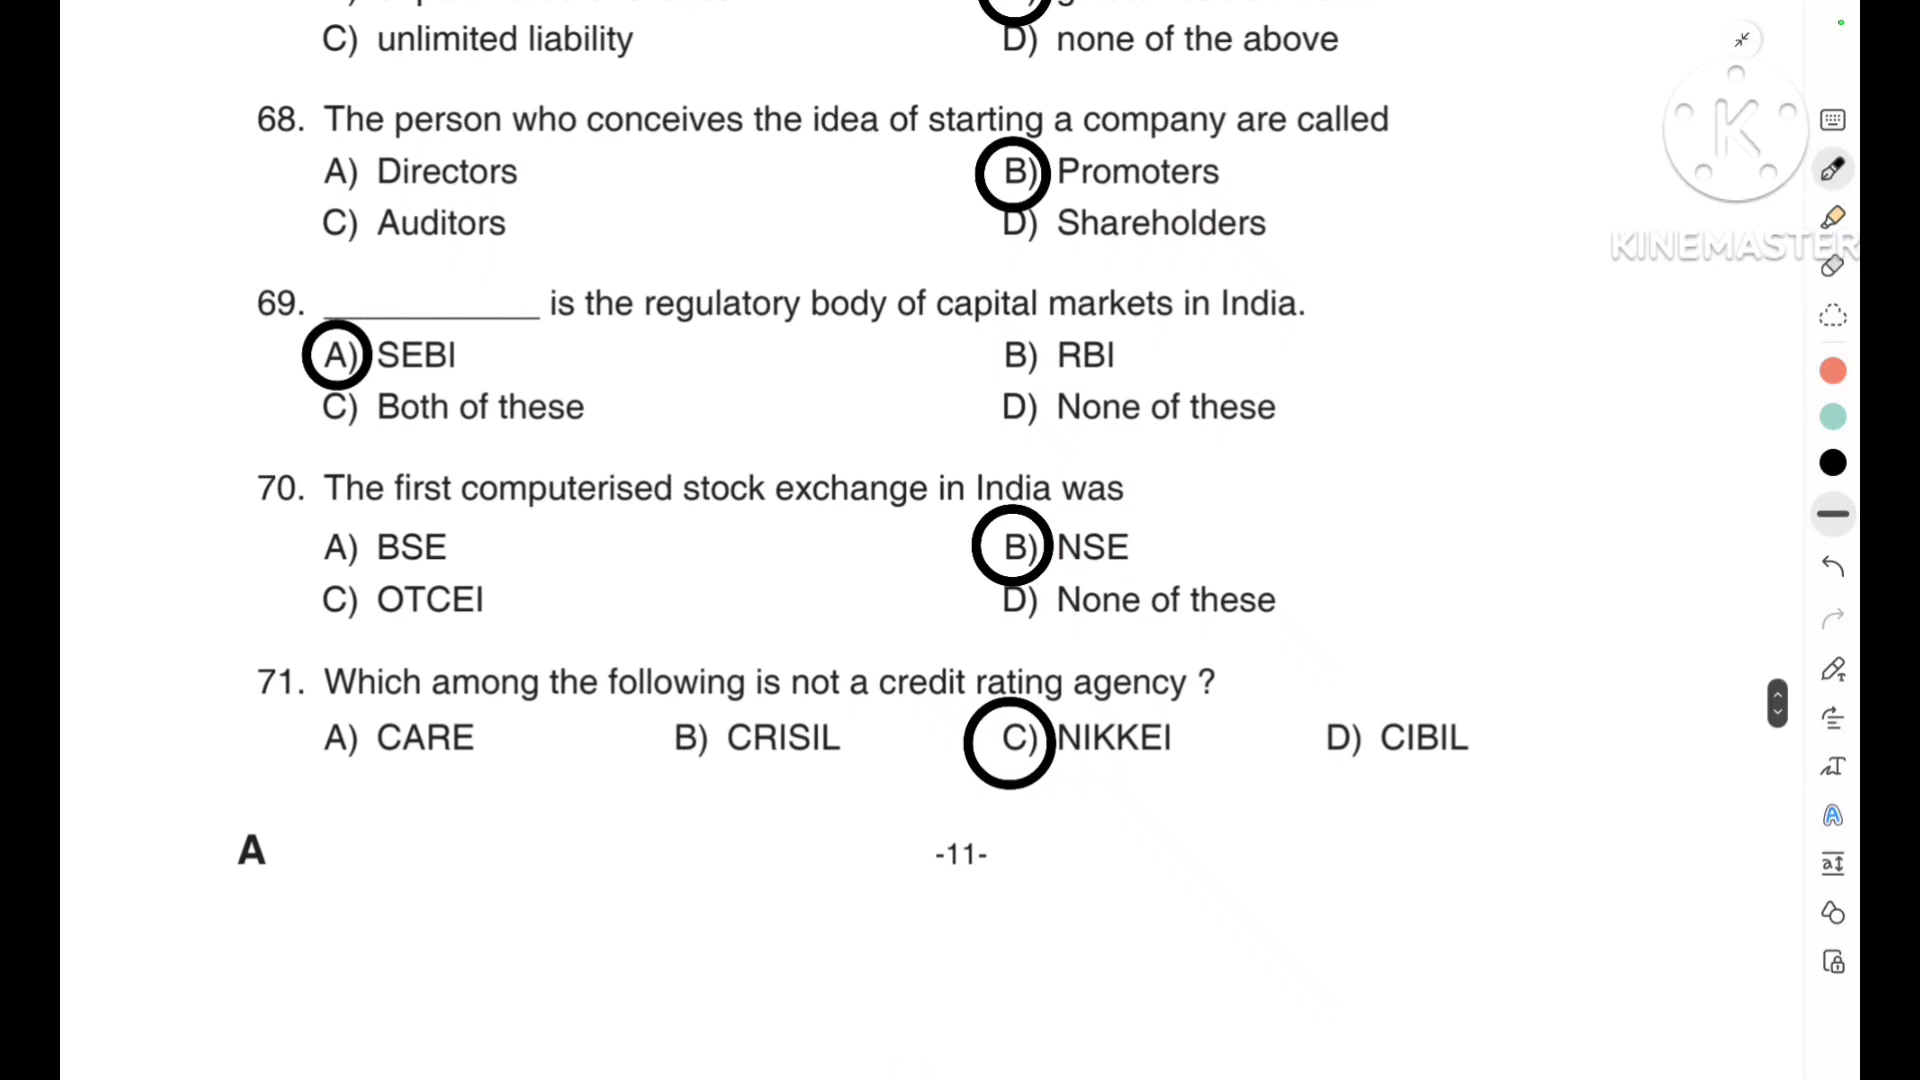 C) unlimited liability D) none of the above
68. The person who conceives the idea of starting a company are called
A) Directors B) Promoters
C) Auditors D) Shareholders
69. ____________ is the regulatory body of capital markets in India.
A) SEBI B) RBI
C) Both of these D) None of these
70. The first computerised stock exchange in India was
A) BSE B) NSE
C) OTCEI D) None of these
71. Which among the following is not a credit rating agency ?
A) CARE B) CRISIL C) NIKKEI D) CIBIL
A -11-
K
KINEMASTER